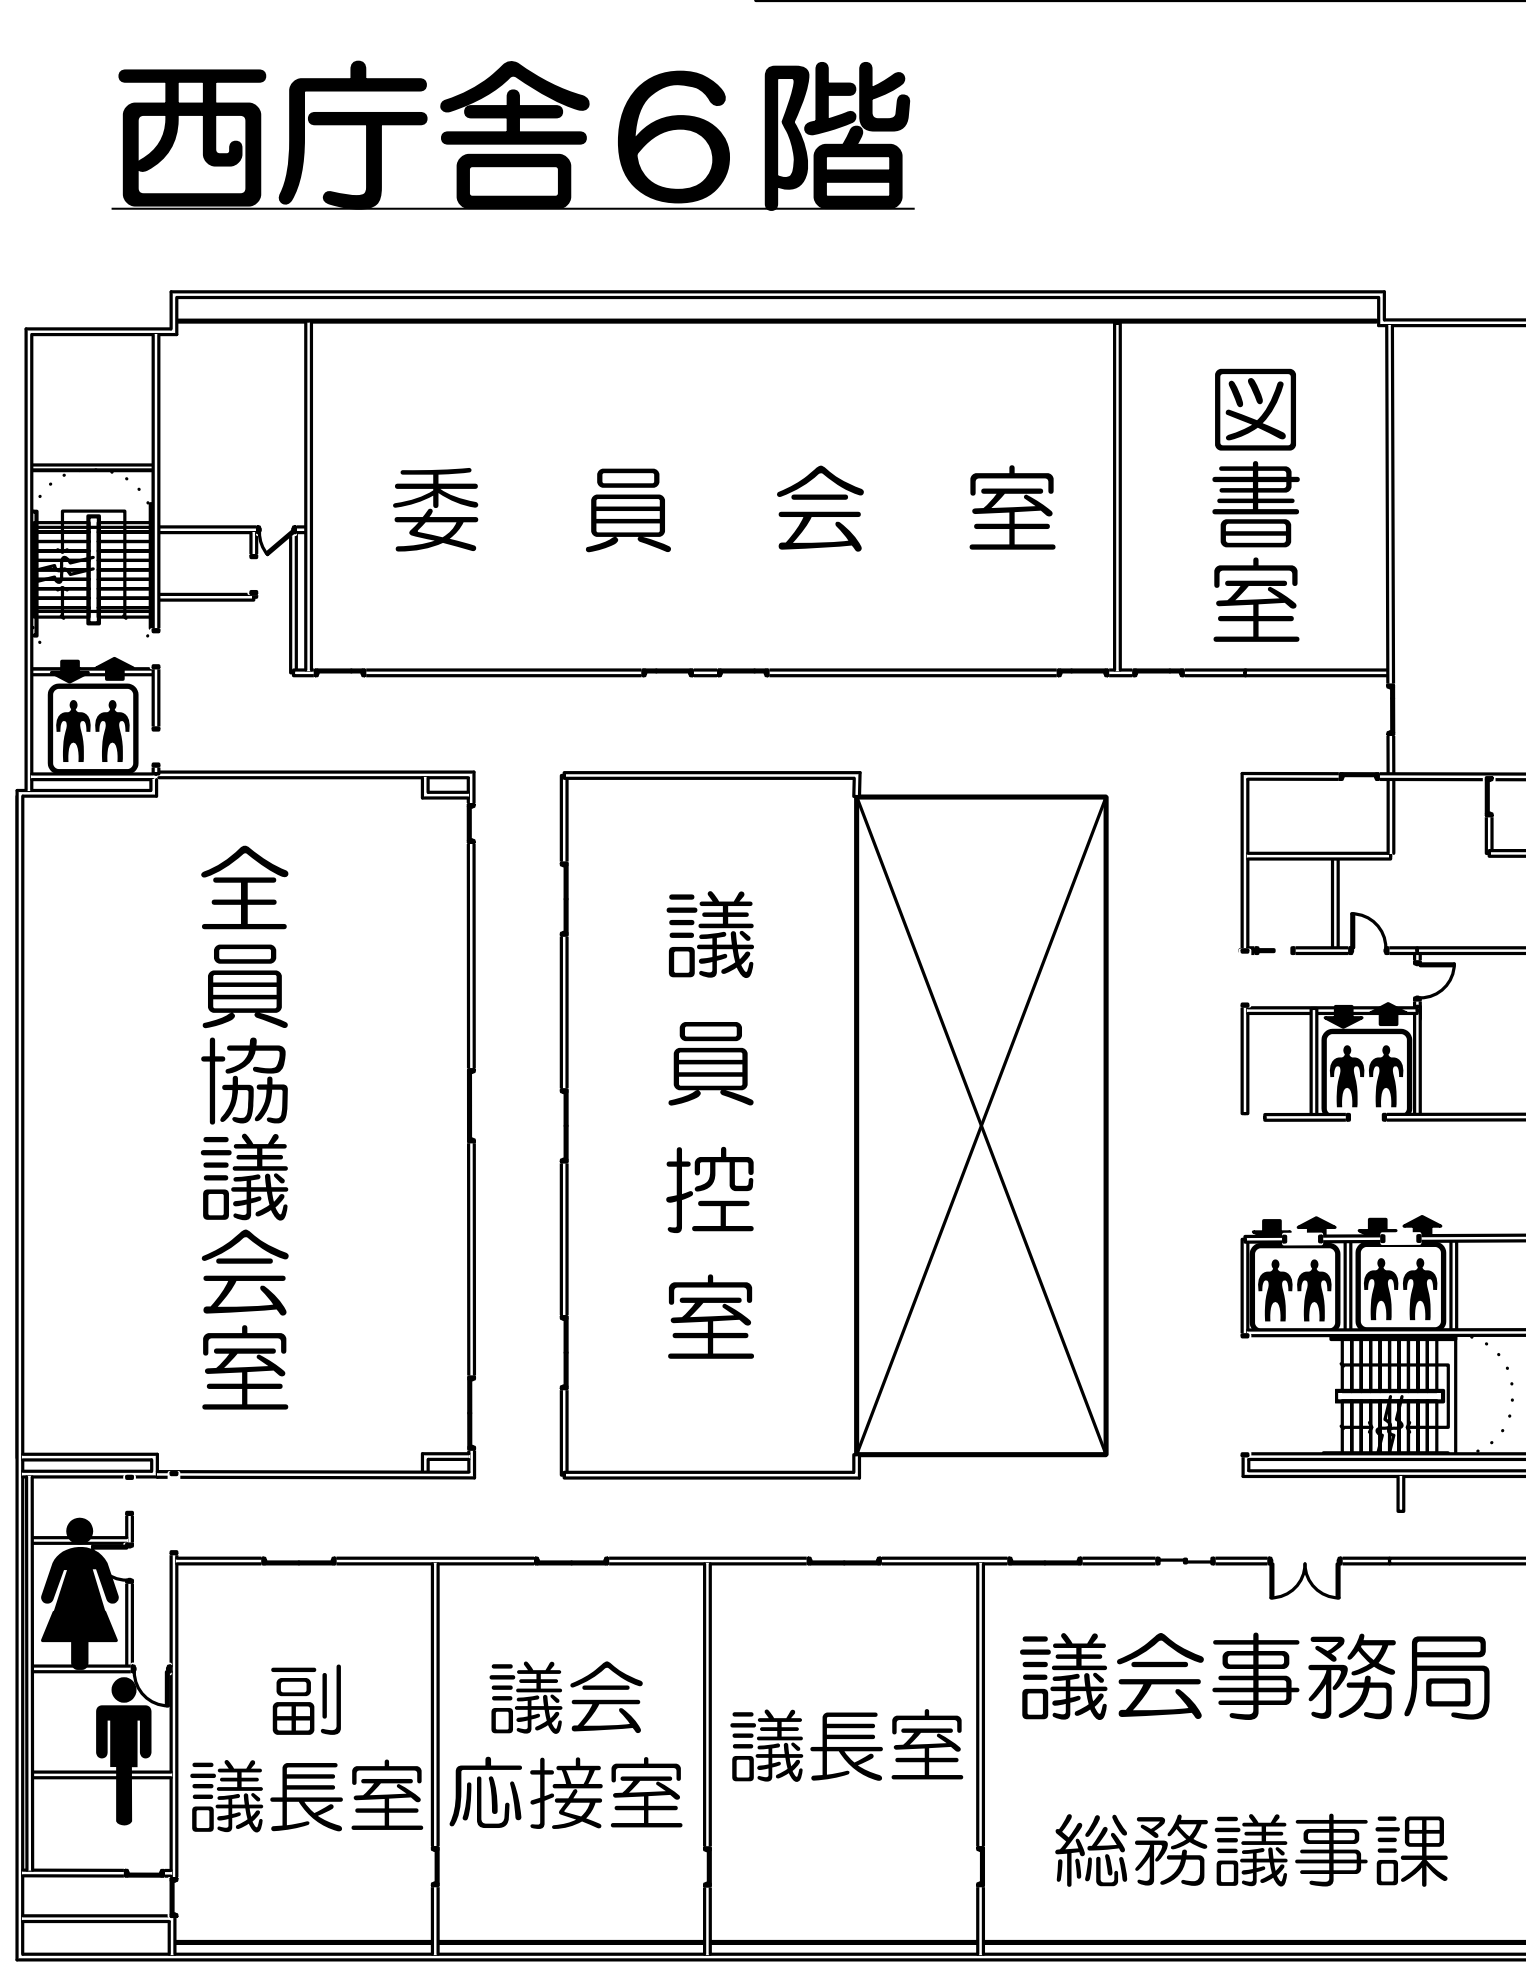 西庁舎6階
委員会室
図書室
全員協議会室
議員控室
副
議長室
議会
応接室
議長室
議会事務局
総務議事課